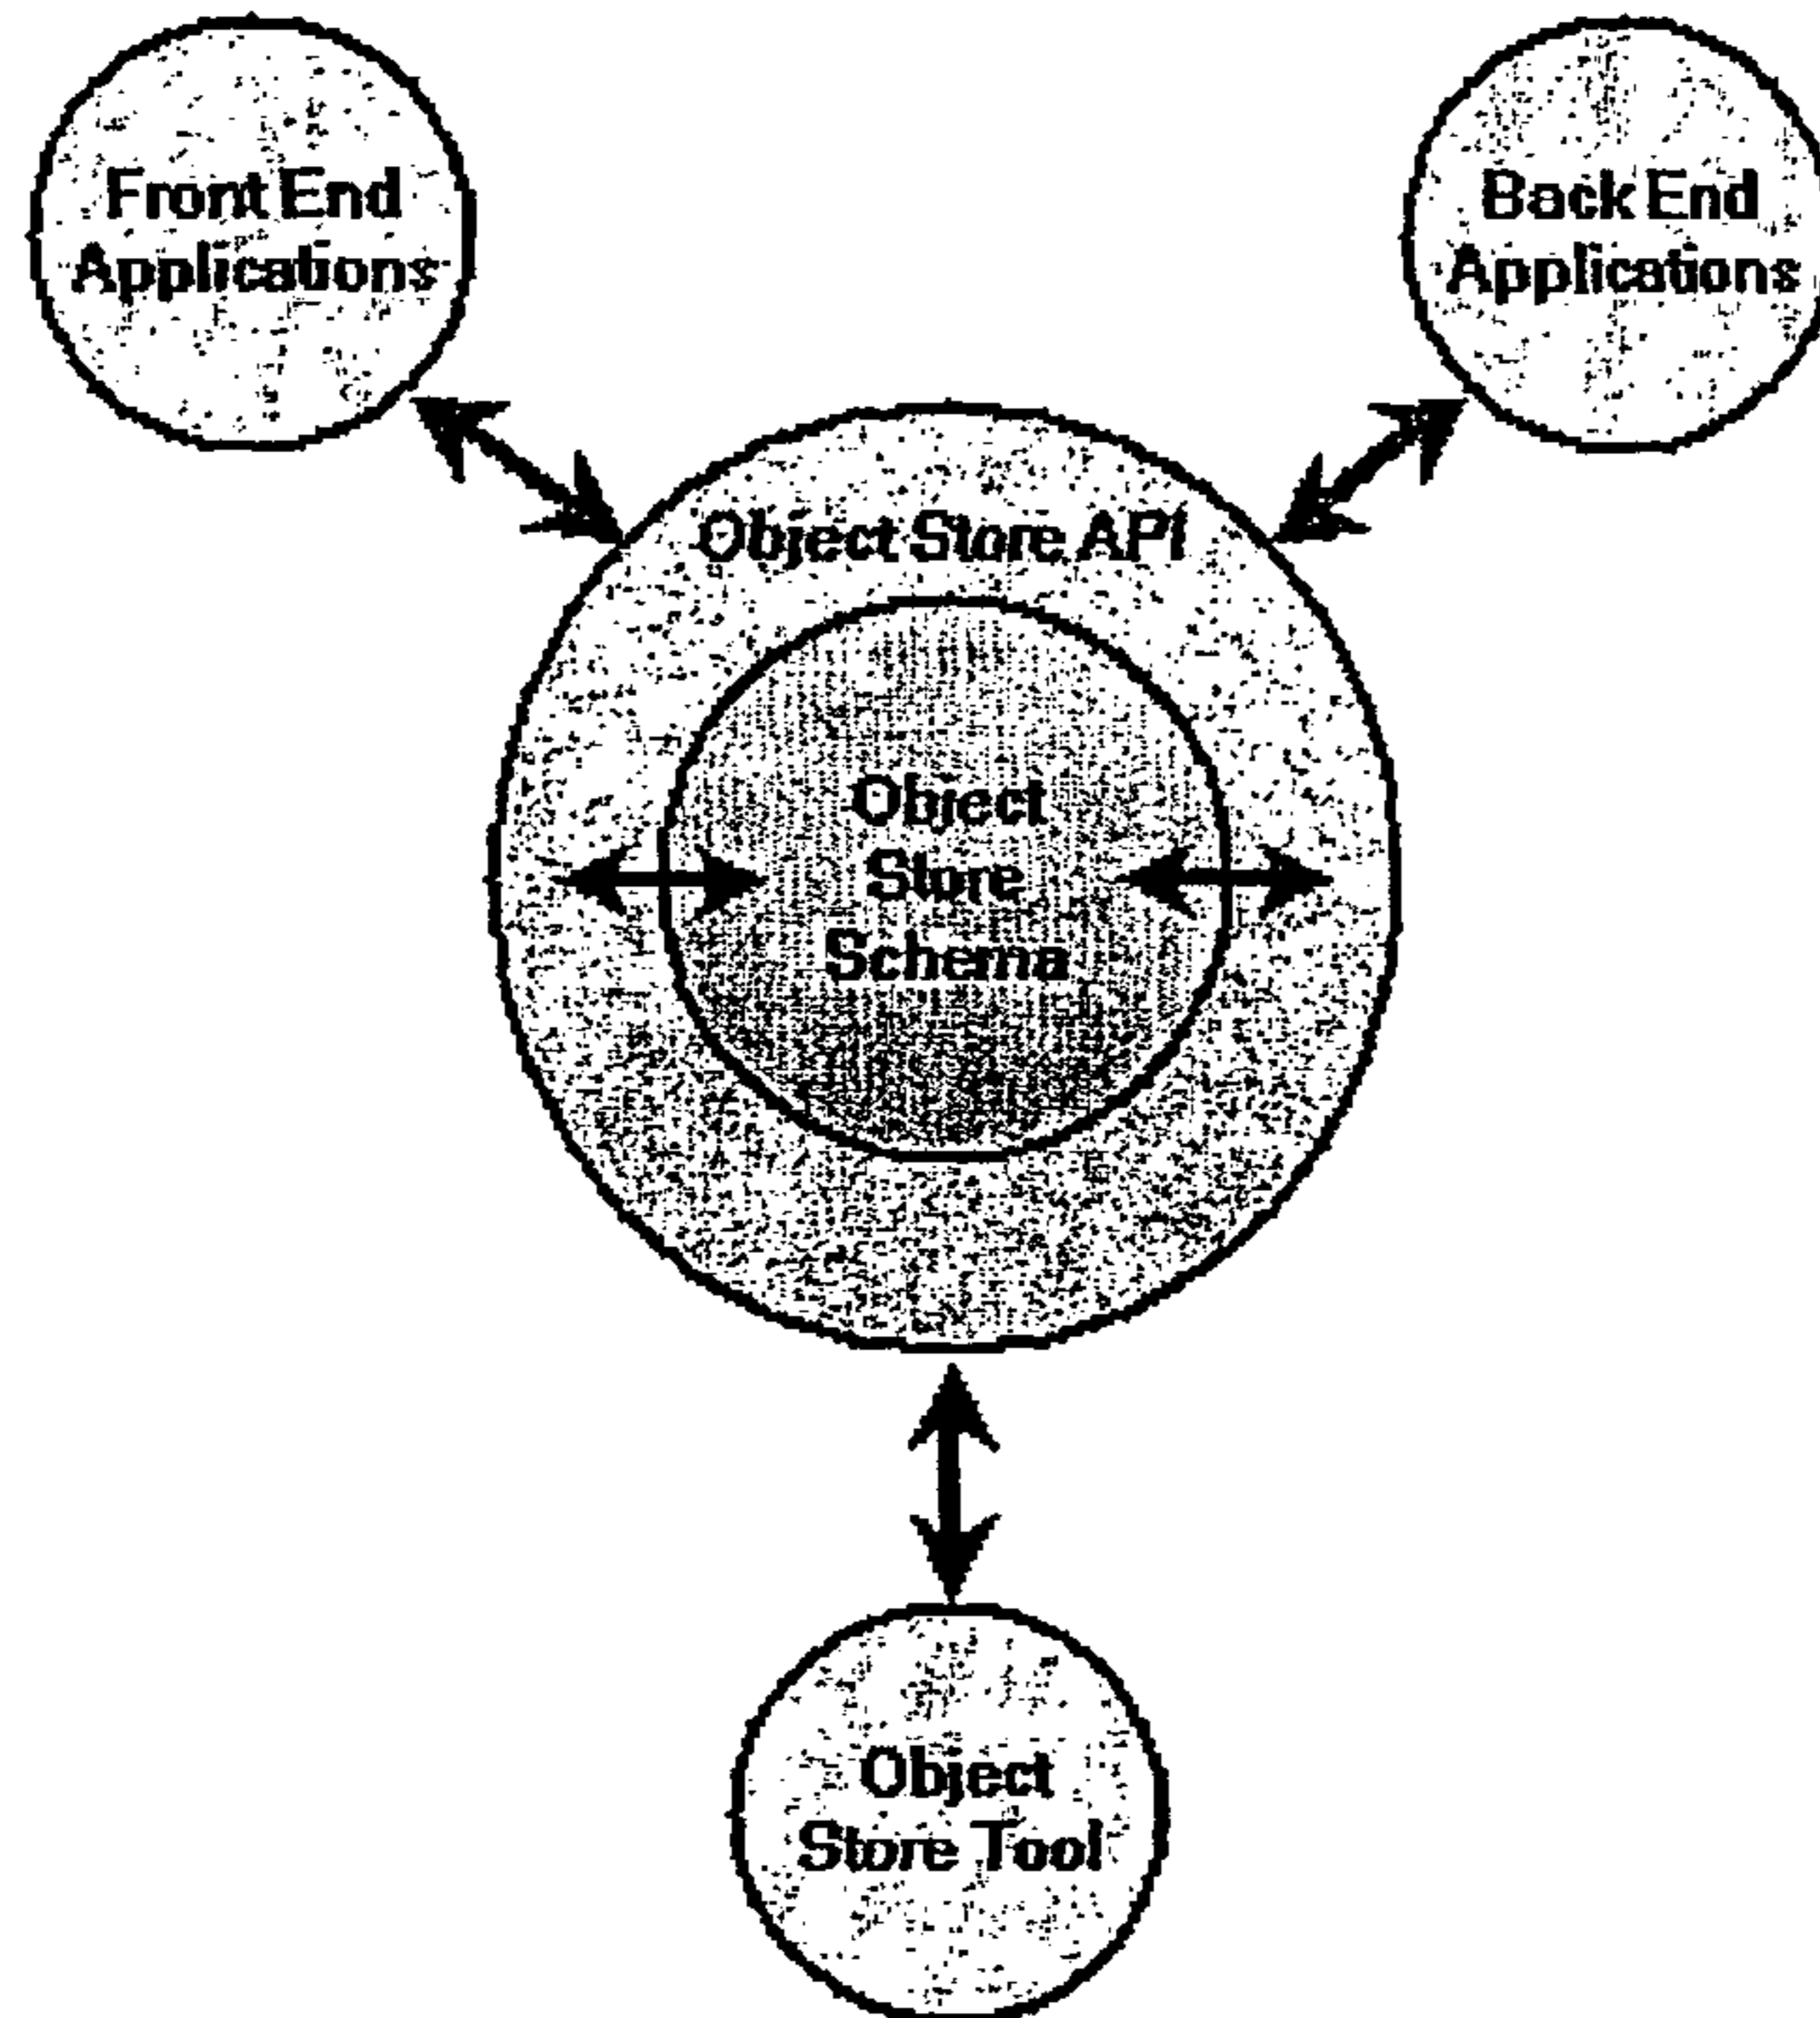 Front End
Applications
Back End
Applications
Object Store API
Object
Store
Schema
Object
Store Tool